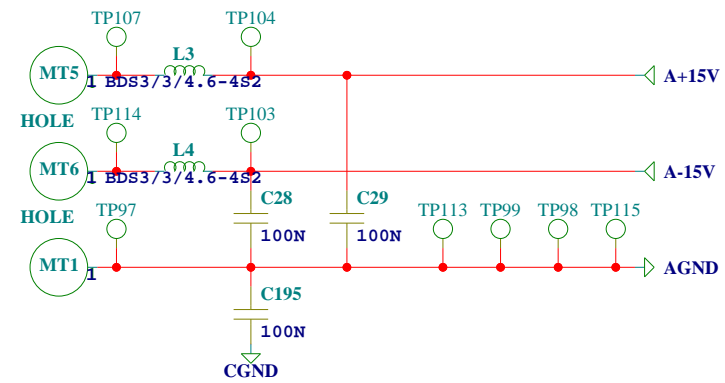 TP107
TP104
L3
MT5
1 BDS3/3/4.6-4S2
A+15V
HOLE
TP114
TP103
L4
MT6
1 BDS3/3/4.6-4S2
A-15V
HOLE
TP97
C28
C29
TP113
TP99
TP98
TP115
100N
100N
MT1
1
AGND
C195
100N
CGND